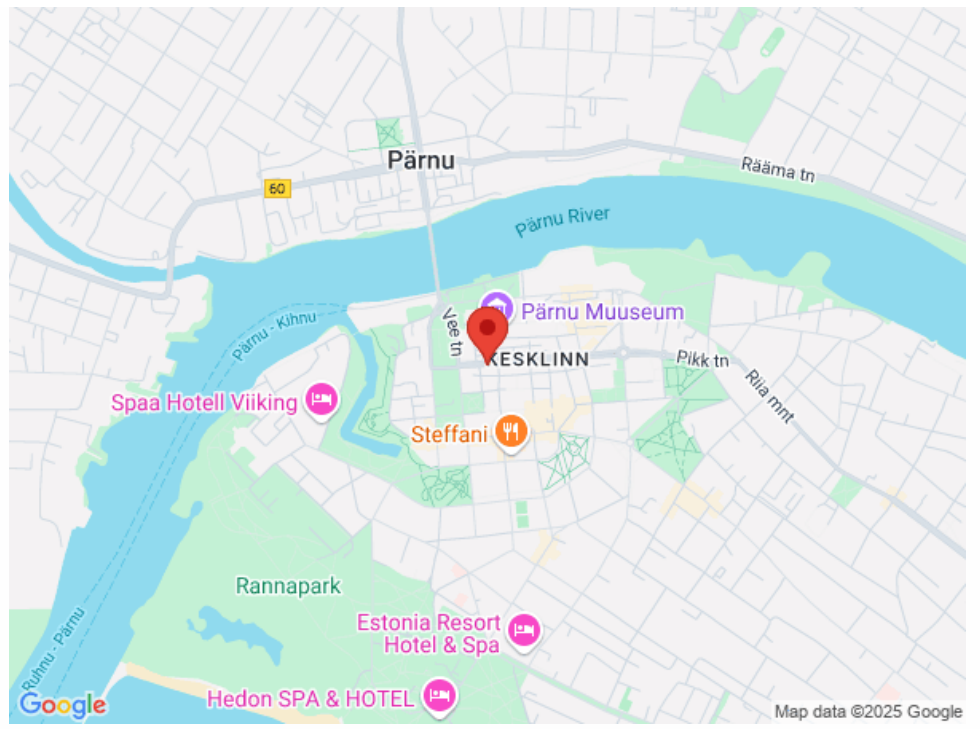 Pärnu
60
Rääma tn
Pärnu River
Pärnu - Kihnu
Vee tn
Pärnu Muuseum
KESKLINN
Pikk tn
Riia mnt
Spaa Hotell Viiking
Steffani
Rannapark
Estonia Resort
Hotel & Spa
Ruhnu - Pärnu
Hedon SPA & HOTEL
Google
Map data ©2025 Google